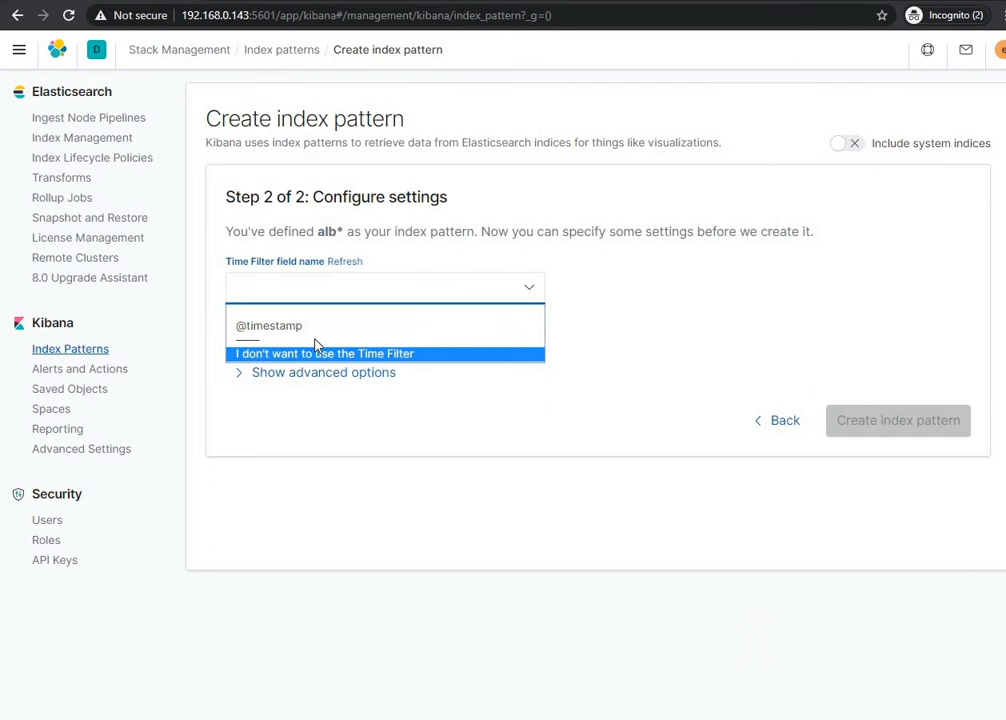 Not secure
192.168.0.143:5601/app/kibana#/management/kibana/index_pattern?_g=()
Incognito (2)
D
Stack Management / Index patterns / Create index pattern
e
Elasticsearch
Ingest Node Pipelines
Index Management
Index Lifecycle Policies
Transforms
Rollup Jobs
Snapshot and Restore
License Management
Remote Clusters
8.0 Upgrade Assistant
Kibana
Index Patterns
Alerts and Actions
Saved Objects
Spaces
Reporting
Advanced Settings
Security
Users
Roles
API Keys
Create index pattern
Kibana uses index patterns to retrieve data from Elasticsearch indices for things like visualizations.
Include system indices
Step 2 of 2: Configure settings
You've defined alb* as your index pattern. Now you can specify some settings before we create it.
Time Filter field name Refresh
@timestamp
I don't want to use the Time Filter
Show advanced options
Back
Create index pattern